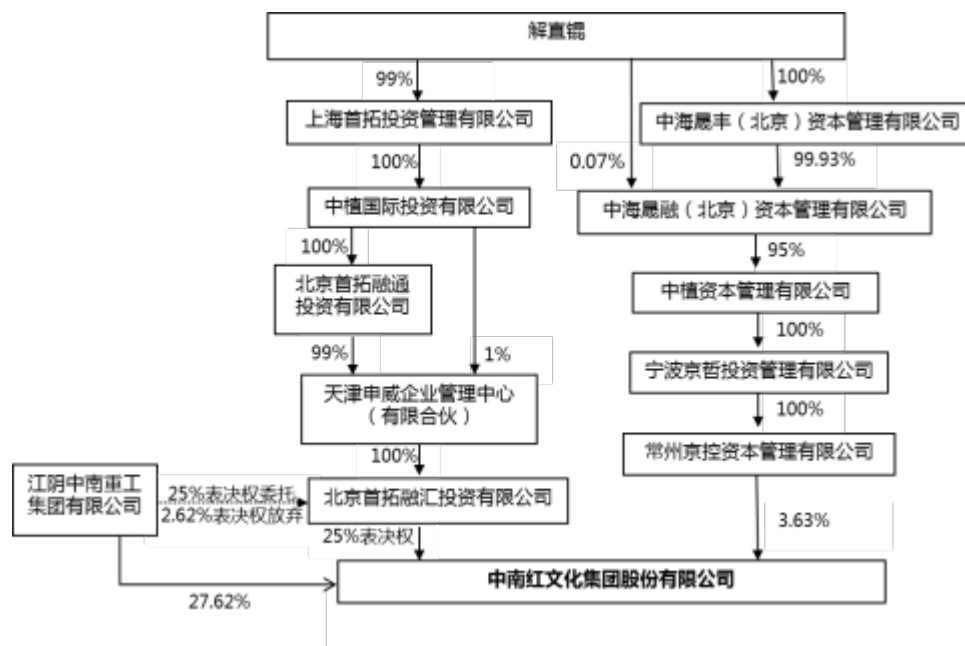 解直锟
99%
100%
上海首拓投资管理有限公司
中海晟丰（北京）资本管理有限公司
100%
0.07%
99.93%
中植国际投资有限公司
中海晟融（北京）资本管理有限公司
100%
95%
北京首拓融通
投资有限公司
中植资本管理有限公司
99%
1%
100%
宁波京哲投资管理有限公司
天津申威企业管理中心
（有限合伙）
100%
100%
常州京控资本管理有限公司
江阴中南重工
集团有限公司
25%表决权委托
2.62%表决权放弃
北京首拓融汇投资有限公司
25%表决权
3.63%
中南红文化集团股份有限公司
27.62%